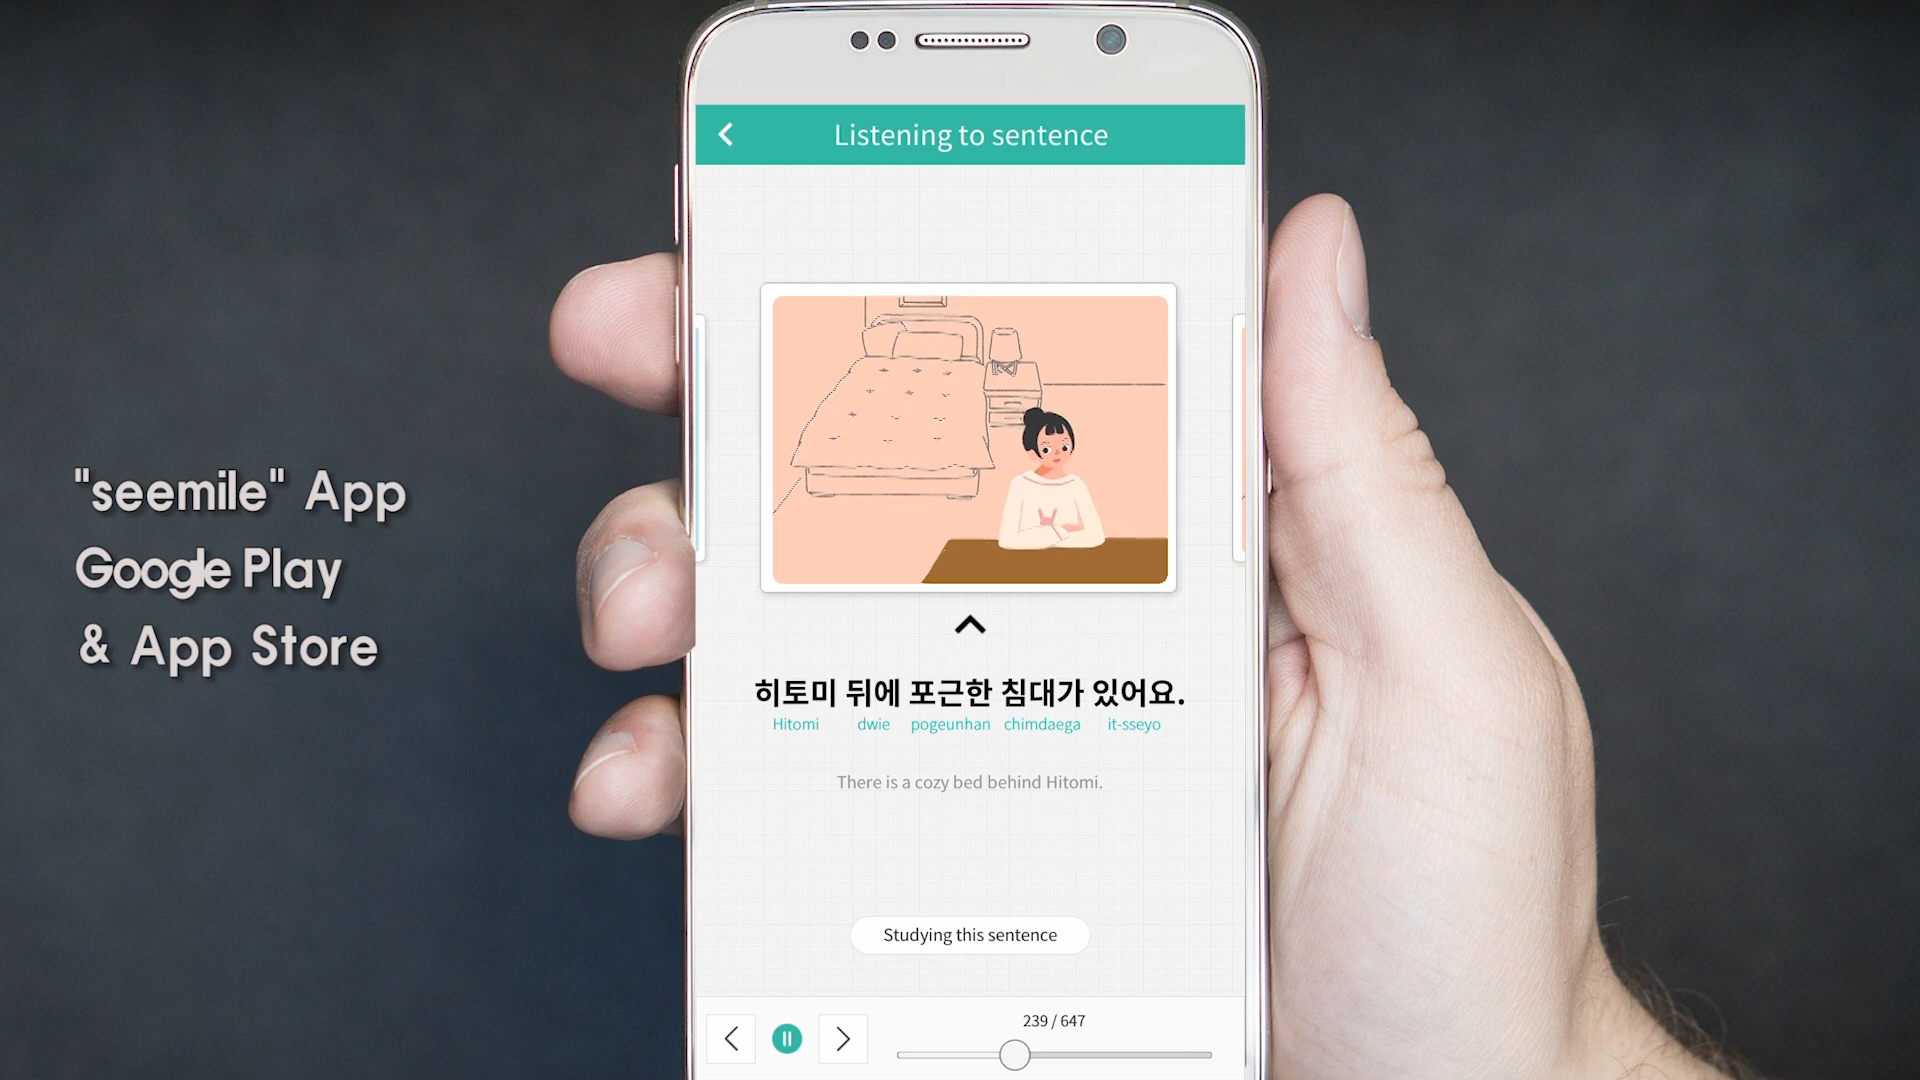 "seemile" App
Google Play
& App Store
Listening to sentence
히토미 뒤에 포근한 침대가 있어요.
Hitomi dwie pogeunhan chimdaega it-sseyo
There is a cozy bed behind Hitomi.
Studying this sentence
239 / 647